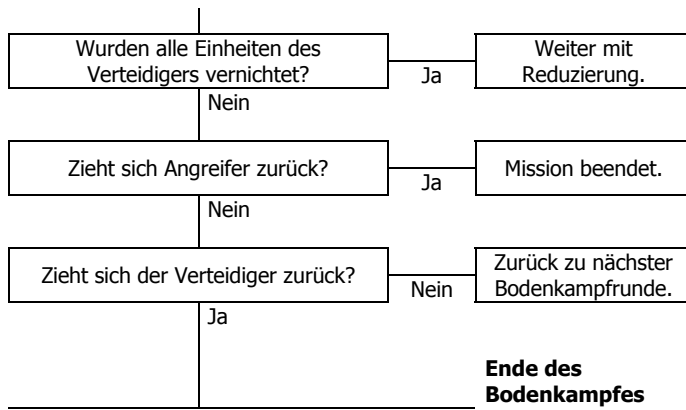 Wurden alle Einheiten des
Verteidigers vernichtet?
Ja
Weiter mit
Reduzierung.
Nein
Zieht sich Angreifer zurück?
Ja
Mission beendet.
Nein
Zieht sich der Verteidiger zurück?
Nein
Zurück zu nächster
Bodenkampfrunde.
Ja
Ende des
Bodenkampfes